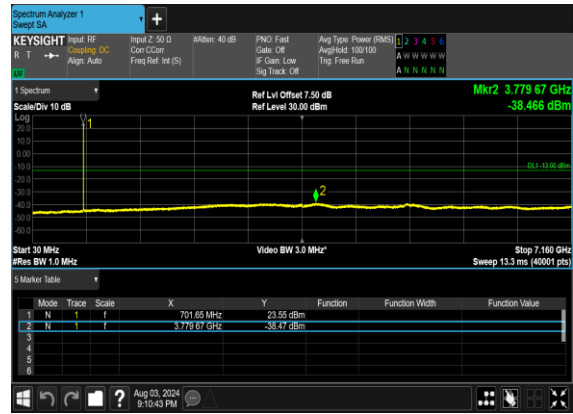 Spectrum Analyzer 1
Swept SA
+
KEYSIGHT Input: RF Input Z: 50 Ω #Atten: 40 dB PNO: Fast Avg Type: Power (RMS) 1 2 3 4 5 6
R T Coupling: DC Corr CCorr Gate: Off Avg|Hold: 100/100 A W W W W W
Align: Auto Freq Ref: Int (S) IF Gain: Low Trig: Free Run
Sig Track: Off A N N N N N
1 Spectrum Ref Lvl Offset 7.50 dB Mkr2 3.779 67 GHz
Scale/Div 10 dB Ref Level 30.00 dBm -38.466 dBm
Log
1
20.0
10.0
0.00
-10.0 DL1 -13.00 dBm
-20.0
-30.0 2
-40.0
-50.0
-60.0
Start 30 MHz Video BW 3.0 MHz* Stop 7.160 GHz
#Res BW 1.0 MHz Sweep 13.3 ms (40001 pts)
5 Marker Table
Mode Trace Scale X Y Function Function Width Function Value
1 N 1 f 701.65 MHz 23.55 dBm
2 N 1 f 3.779 67 GHz -38.47 dBm
3
4
5
6
? Aug 03, 2024
9:10:43 PM